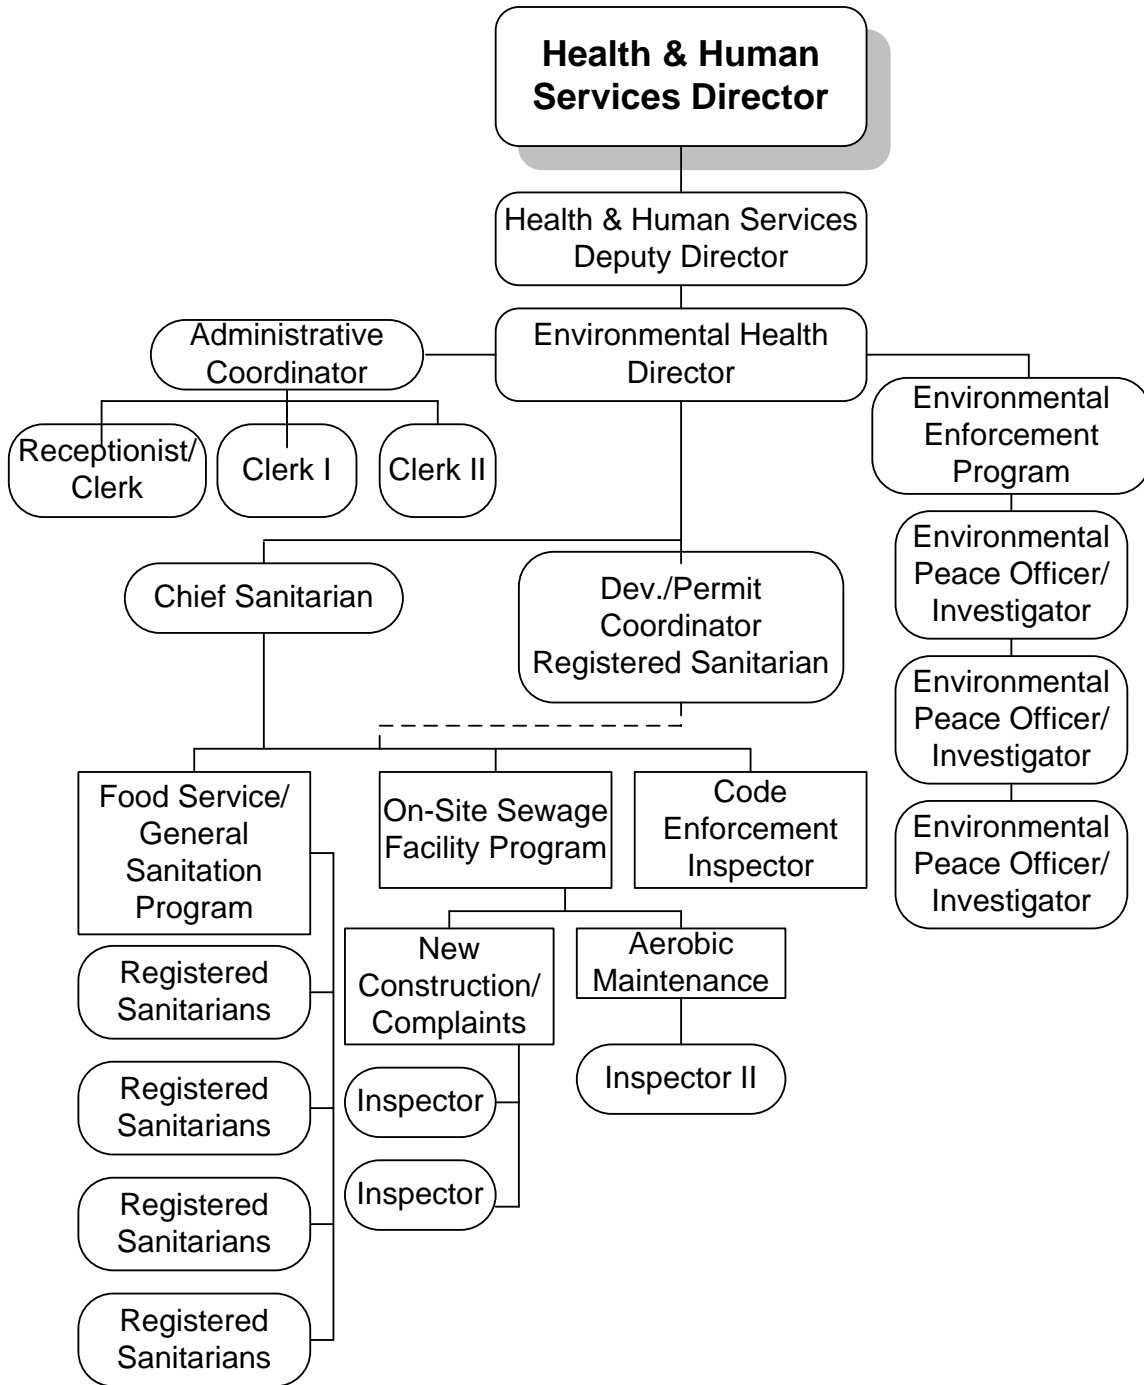 Health & Human
Services Director
Health & Human Services
Deputy Director
Administrative
Coordinator
Environmental Health
Director
Environmental
Enforcement
Program
Receptionist/
Clerk
Clerk I
Clerk II
Environmental
Peace Officer/
Investigator
Chief Sanitarian
Dev./Permit
Coordinator
Registered Sanitarian
Environmental
Peace Officer/
Investigator
Food Service/
General
Sanitation
Program
On-Site Sewage
Facility Program
Code
Enforcement
Inspector
Environmental
Peace Officer/
Investigator
New
Construction/
Complaints
Aerobic
Maintenance
Registered
Sanitarians
Inspector
Inspector II
Registered
Sanitarians
Inspector
Registered
Sanitarians
Registered
Sanitarians